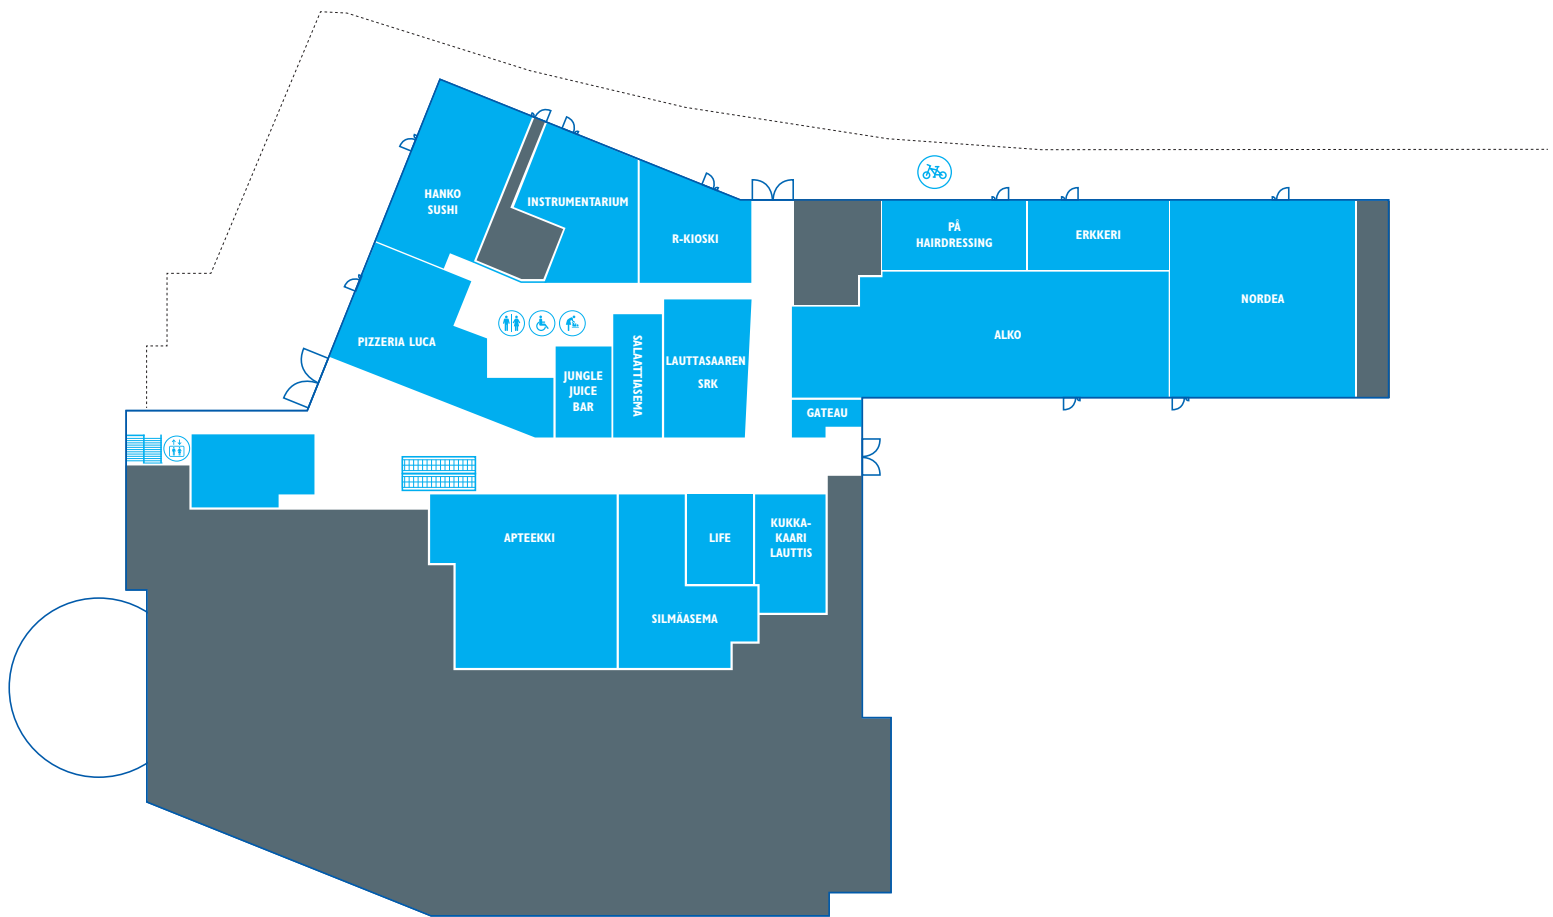 HANKO
SUSHI
INSTRUMENTARIUM
R-KIOSKI
PÅ
HAIRDRESSING
ERKKERI
NORDEA
ALKO
PIZZERIA LUCA
JUNGLE
JUICE
BAR
SALAATTIASEMA
LAUTTASAAREN
SRK
GATEAU
APTEEKKI
LIFE
KUKKA-
KAARI
LAUTTIS
SILMÄASEMA